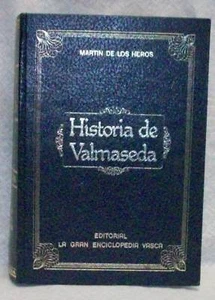 MARTIN DE LOS HEROS
Historia de
Valmaseda
EDITORIAL
LA GRAN ENCICLOPEDIA VASCA